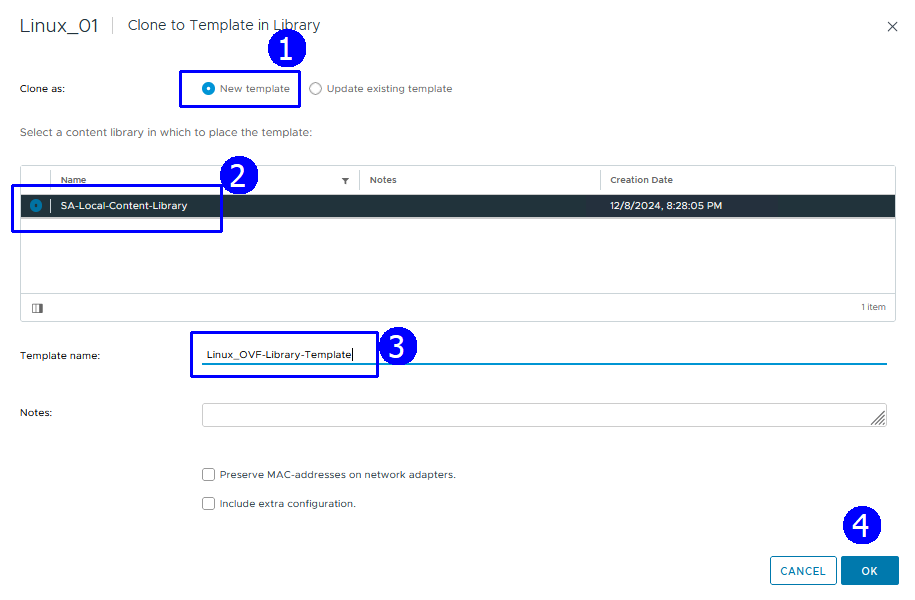 Linux_01 Clone to Template in Library
1
Clone as: New template Update existing template
Select a content library in which to place the template:
2
Name Notes Creation Date
SA-Local-Content-Library 12/8/2024, 8:28:05 PM
1 item
3
Template name: Linux_OVF-Library-Template
Notes:
Preserve MAC-addresses on network adapters.
Include extra configuration.
4
CANCEL OK